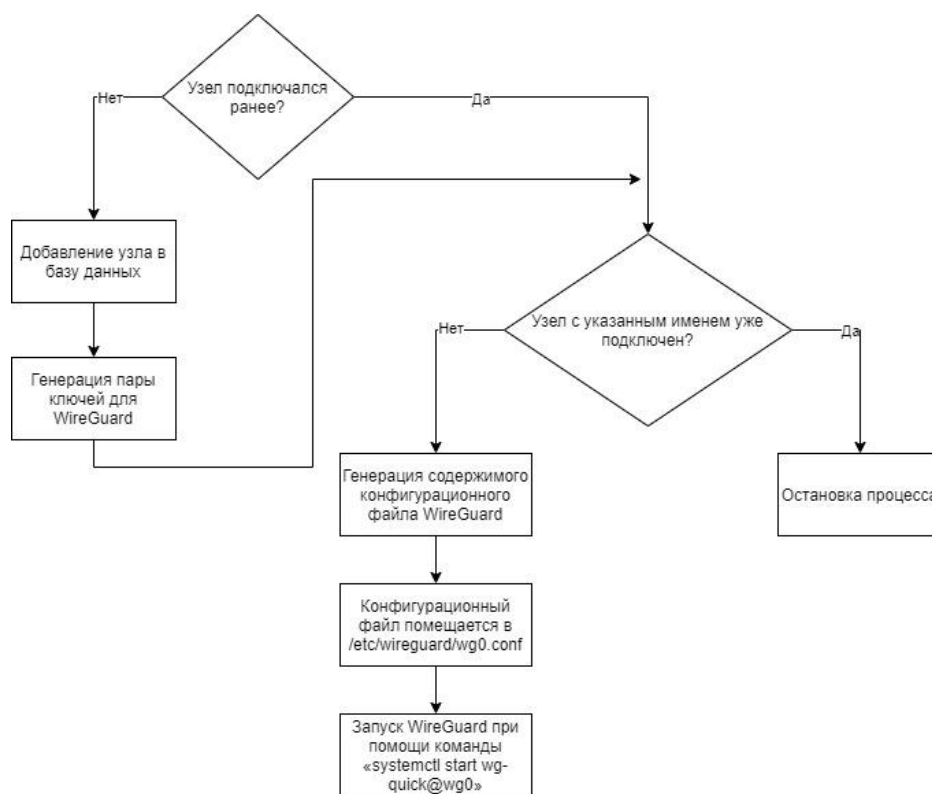 Узел подключался
ранее?
Нет
Да
Добавление узла в
базу данных
Генерация пары
ключей для
WireGuard
Узел с указанным именем уже
подключен?
Нет
Да
Генерация содержимого
конфигурационного
файла WireGuard
Остановка процесса
Конфигурационный
файл помещается в
/etc/wireguard/wg0.conf
Запуск WireGuard при
помощи команды
«systemctl start wg-
quick@wg0»